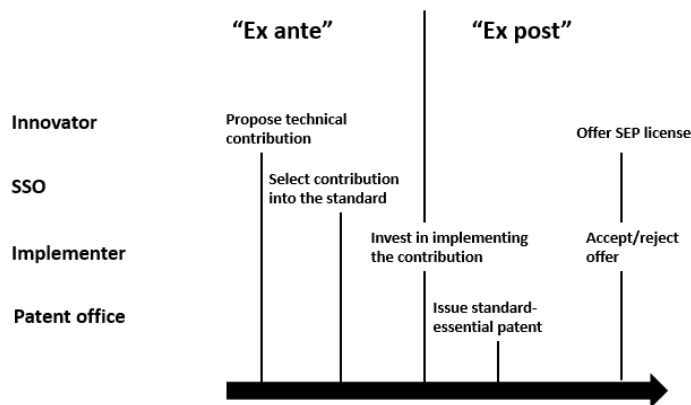 “Ex ante”
“Ex post”
Innovator
Propose technical
contribution
Offer SEP license
SSO
Select contribution
into the standard
Implementer
Invest in implementing
the contribution
Accept/reject
offer
Patent office
Issue standard-
essential patent